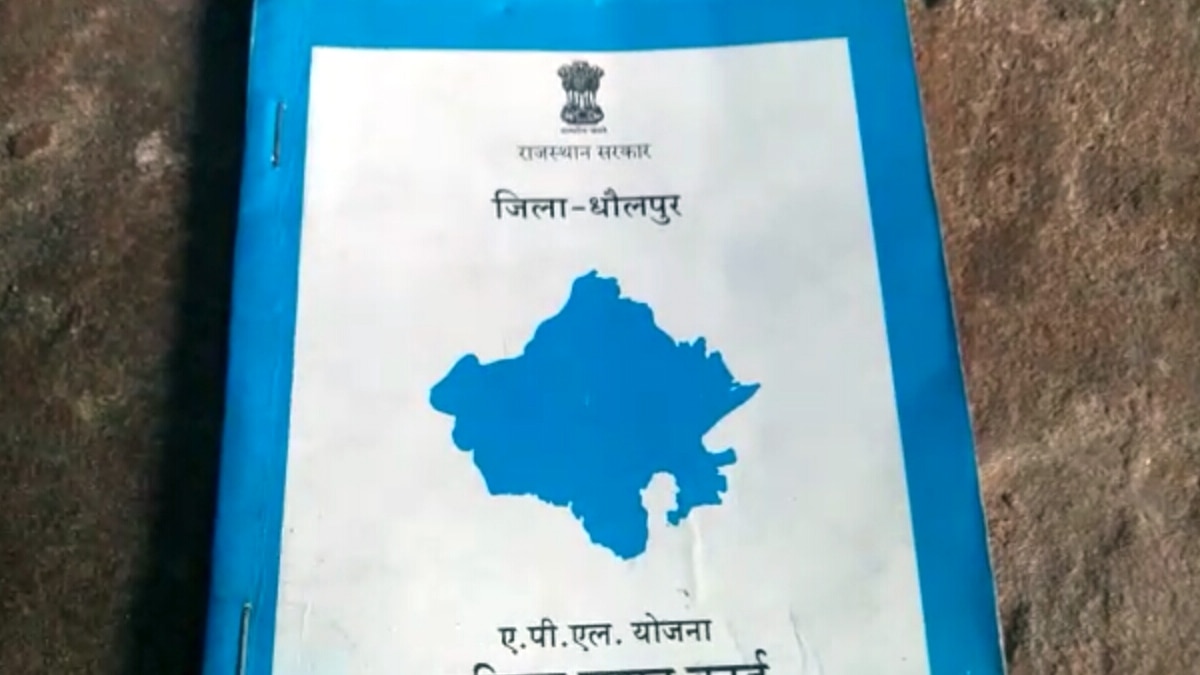 राजस्थान सरकार
जिला-धौलपुर
ए.पी.एल. योजना